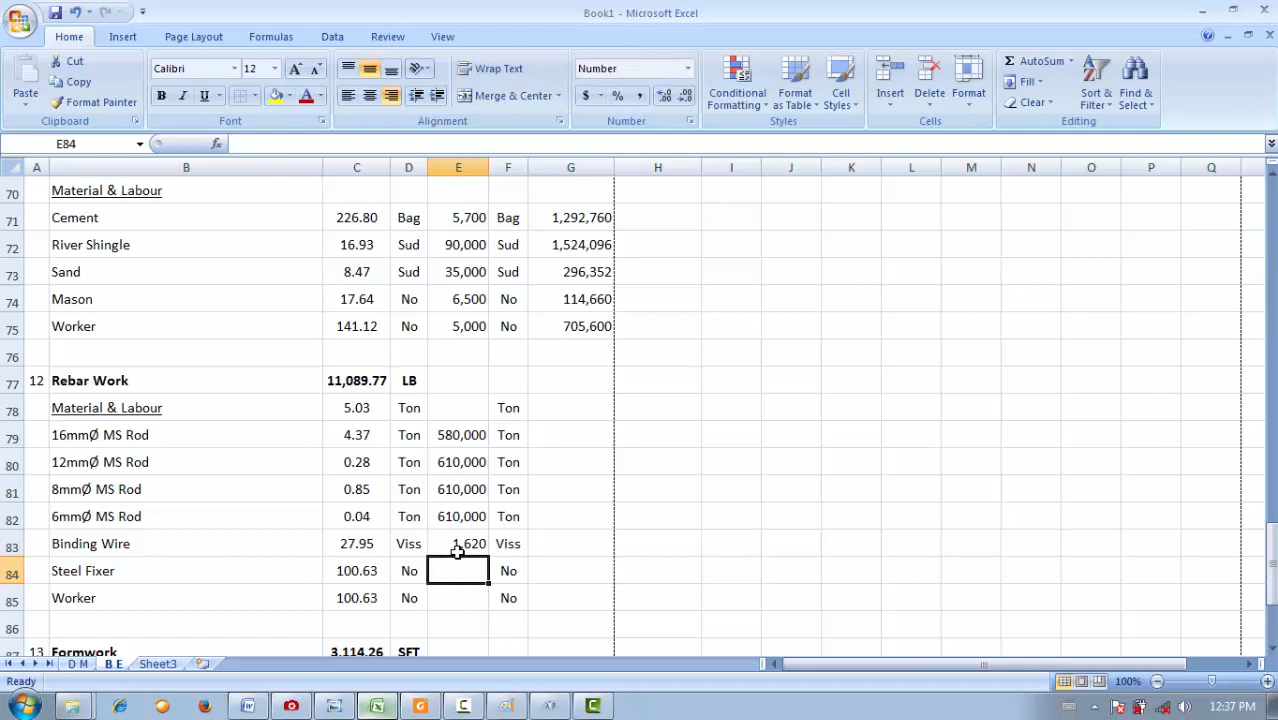 Book1 - Microsoft Excel
Home Insert Page Layout Formulas Data Review View
Paste Cut Copy Format Painter
Clipboard
Calibri 12
B I U A
Font
Wrap Text
Merge & Center
Alignment
Number
$ % ,
Number
Conditional Formatting Format as Table Cell Styles
Styles
Insert Delete Format
Cells
Σ AutoSum Fill Clear Sort & Filter Find & Select
Editing
E84 fx
A B C D E F G H I J K L M N O P Q
70 Material & Labour
71 Cement 226.80 Bag 5,700 Bag 1,292,760
72 River Shingle 16.93 Sud 90,000 Sud 1,524,096
73 Sand 8.47 Sud 35,000 Sud 296,352
74 Mason 17.64 No 6,500 No 114,660
75 Worker 141.12 No 5,000 No 705,600
76
77 12 Rebar Work 11,089.77 LB
78 Material & Labour 5.03 Ton Ton
79 16mmØ MS Rod 4.37 Ton 580,000 Ton
80 12mmØ MS Rod 0.28 Ton 610,000 Ton
81 8mmØ MS Rod 0.85 Ton 610,000 Ton
82 6mmØ MS Rod 0.04 Ton 610,000 Ton
83 Binding Wire 27.95 Viss 1,620 Viss
84 Steel Fixer 100.63 No No
85 Worker 100.63 No No
86
87 13 Formwork 3,114.26 SFT
D M B E Sheet3
Ready 100%
12:37 PM